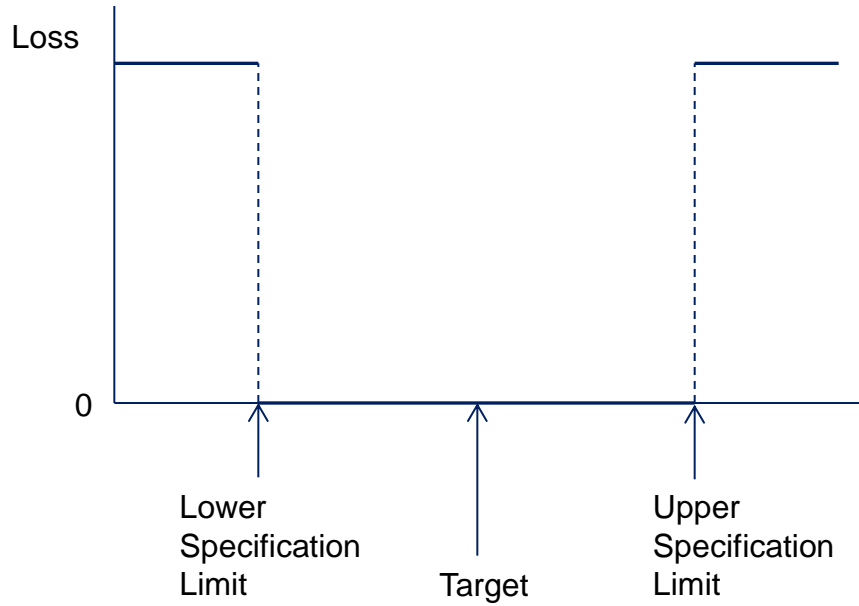 Loss
0
Lower
Specification
Limit
Target
Upper
Specification
Limit